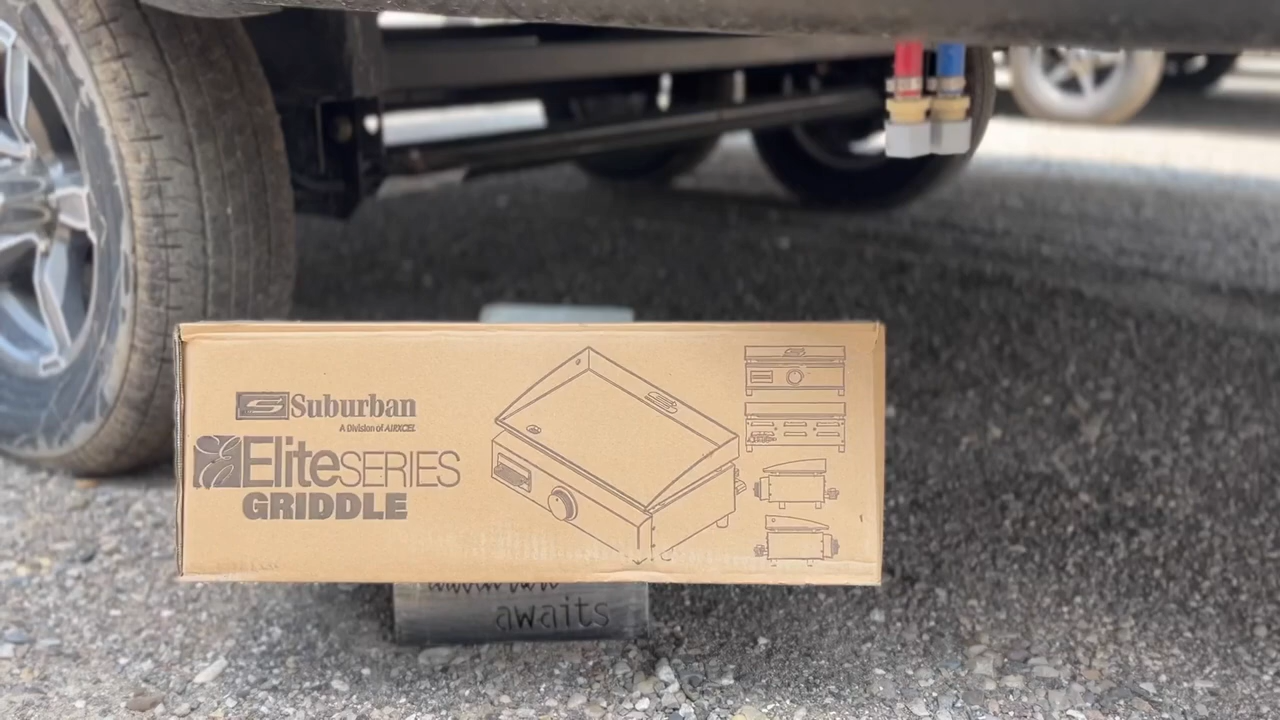 Suburban
A Division of AIRXCEL
EliteSERIES
GRIDDLE
awaits